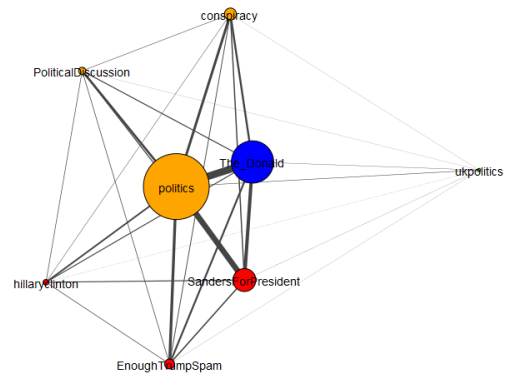 conspiracy
PoliticalDiscussion
The_Donald
ukpolitics
politics
SandersForPresident
hillaryclinton
EnoughTrumpSpam